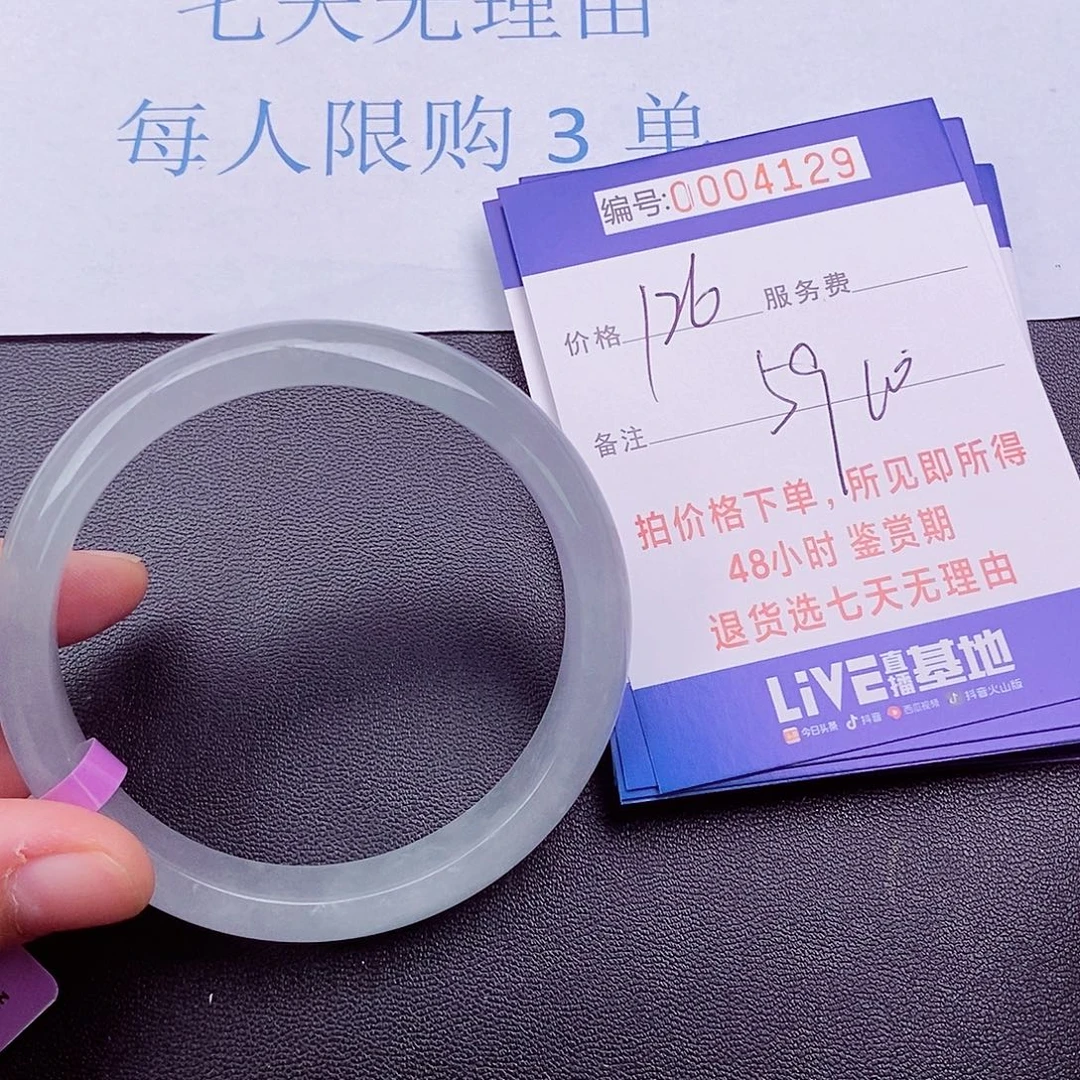 七天无理由
每人限购 3 单
编号:0004129
价格 126 服务费
备注 59
拍价格下单，所见即所得
48小时 鉴赏期
退货选七天无理由
LiVE直播基地
今日头条 抖音 西瓜视频 抖音火山版